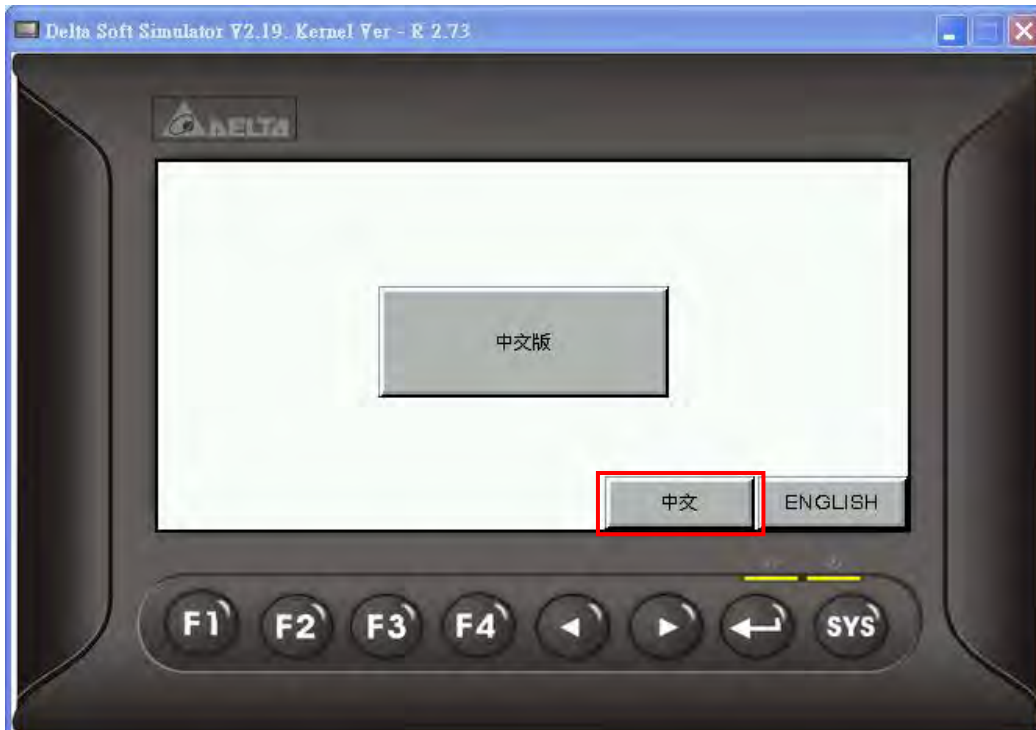 Delta Soft Simulator V2.19. Kernel Ver - R 2.73
DELTA
中文版
中文
ENGLISH
F1
F2
F3
F4
SYS